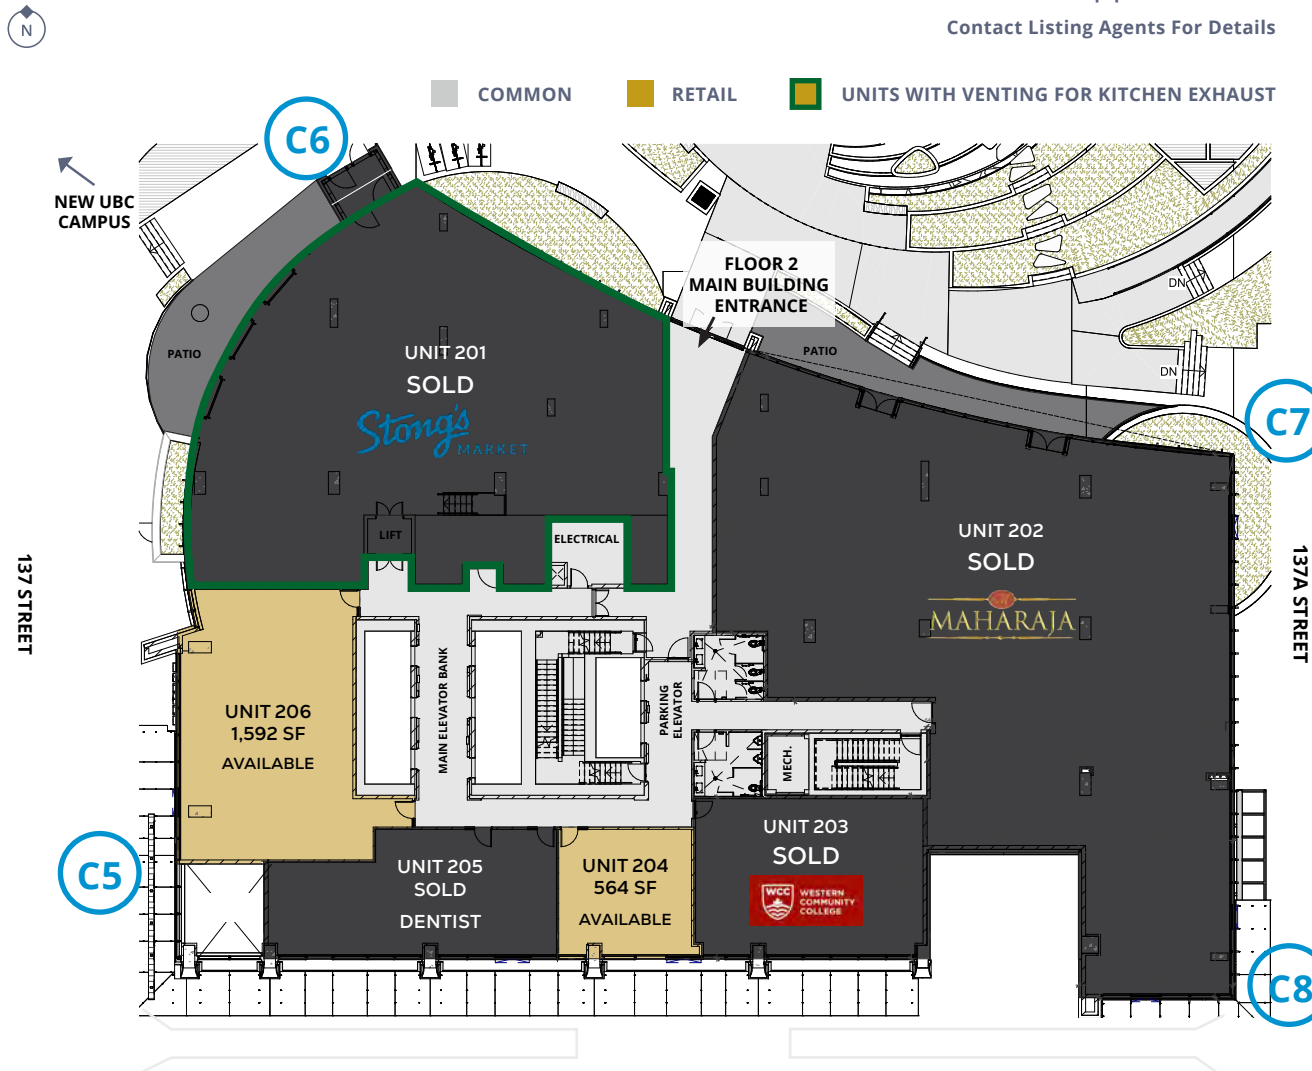 N
Contact Listing Agents For Details
COMMON
RETAIL
UNITS WITH VENTING FOR KITCHEN EXHAUST
C6
NEW UBC
CAMPUS
FLOOR 2
MAIN BUILDING
ENTRANCE
DN
PATIO
UNIT 201
SOLD
Stong's
MARKET
PATIO
DN
C7
LIFT
ELECTRICAL
UNIT 202
SOLD
MAHARAJA
137 STREET
137A STREET
MAIN ELEVATOR BANK
PARKING
ELEVATOR
UNIT 206
1,592 SF
AVAILABLE
MECH.
C5
UNIT 205
SOLD
DENTIST
UNIT 204
564 SF
AVAILABLE
UNIT 203
SOLD
WCC
WESTERN
COMMUNITY
COLLEGE
C8